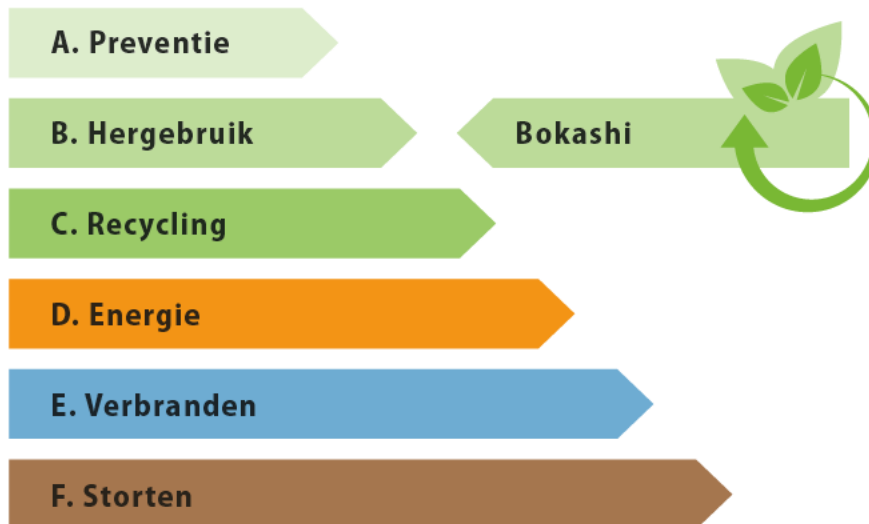 A. Preventie
B. Hergebruik
Bokashi
C. Recycling
D. Energie
E. Verbranden
F. Storten